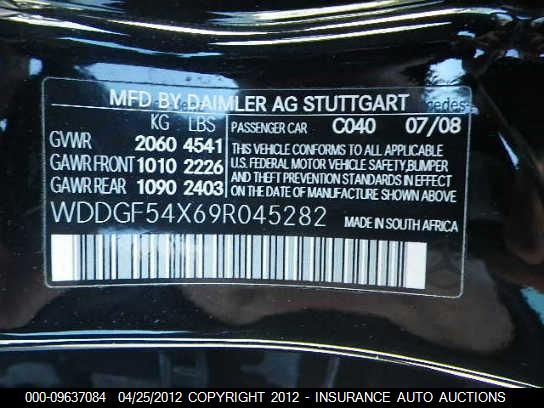 MFD BY DAIMLER AG STUTTGART
KG LBS
GVWR 2060 4541
GAWR FRONT 1010 2226
GAWR REAR 1090 2403
PASSENGER CAR C040 07/08
THIS VEHICLE CONFORMS TO ALL APPLICABLE
U.S. FEDERAL MOTOR VEHICLE SAFETY, BUMPER
AND THEFT PREVENTION STANDARDS IN EFFECT
ON THE DATE OF MANUFACTURE SHOWN ABOVE
WDDGF54X69R045282
MADE IN SOUTH AFRICA
000-09637084 04/25/2012 COPYRIGHT 2012 - INSURANCE AUTO AUCTIONS